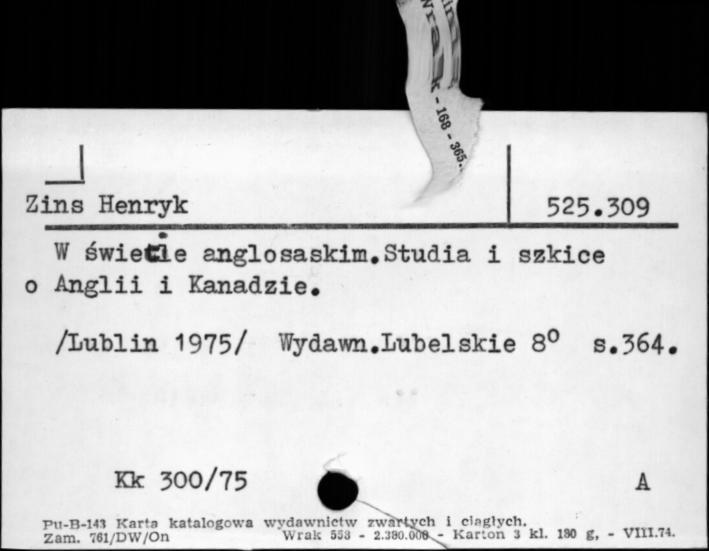 - 168 - 365.
Zins Henryk 525.309
W świecie anglosaskim.Studia i szkice
o Anglii i Kanadzie.
/Lublin 1975/ Wydawn.Lubelskie 8⁰ s.364.
Kk 300/75 A
Pu-B-143 Karta katalogowa wydawnictw zwartych i ciągłych.
Zam. 761/DW/On Wrak 553 - 2.380.000 - Karton 3 kl. 180 g, - VIII.74.